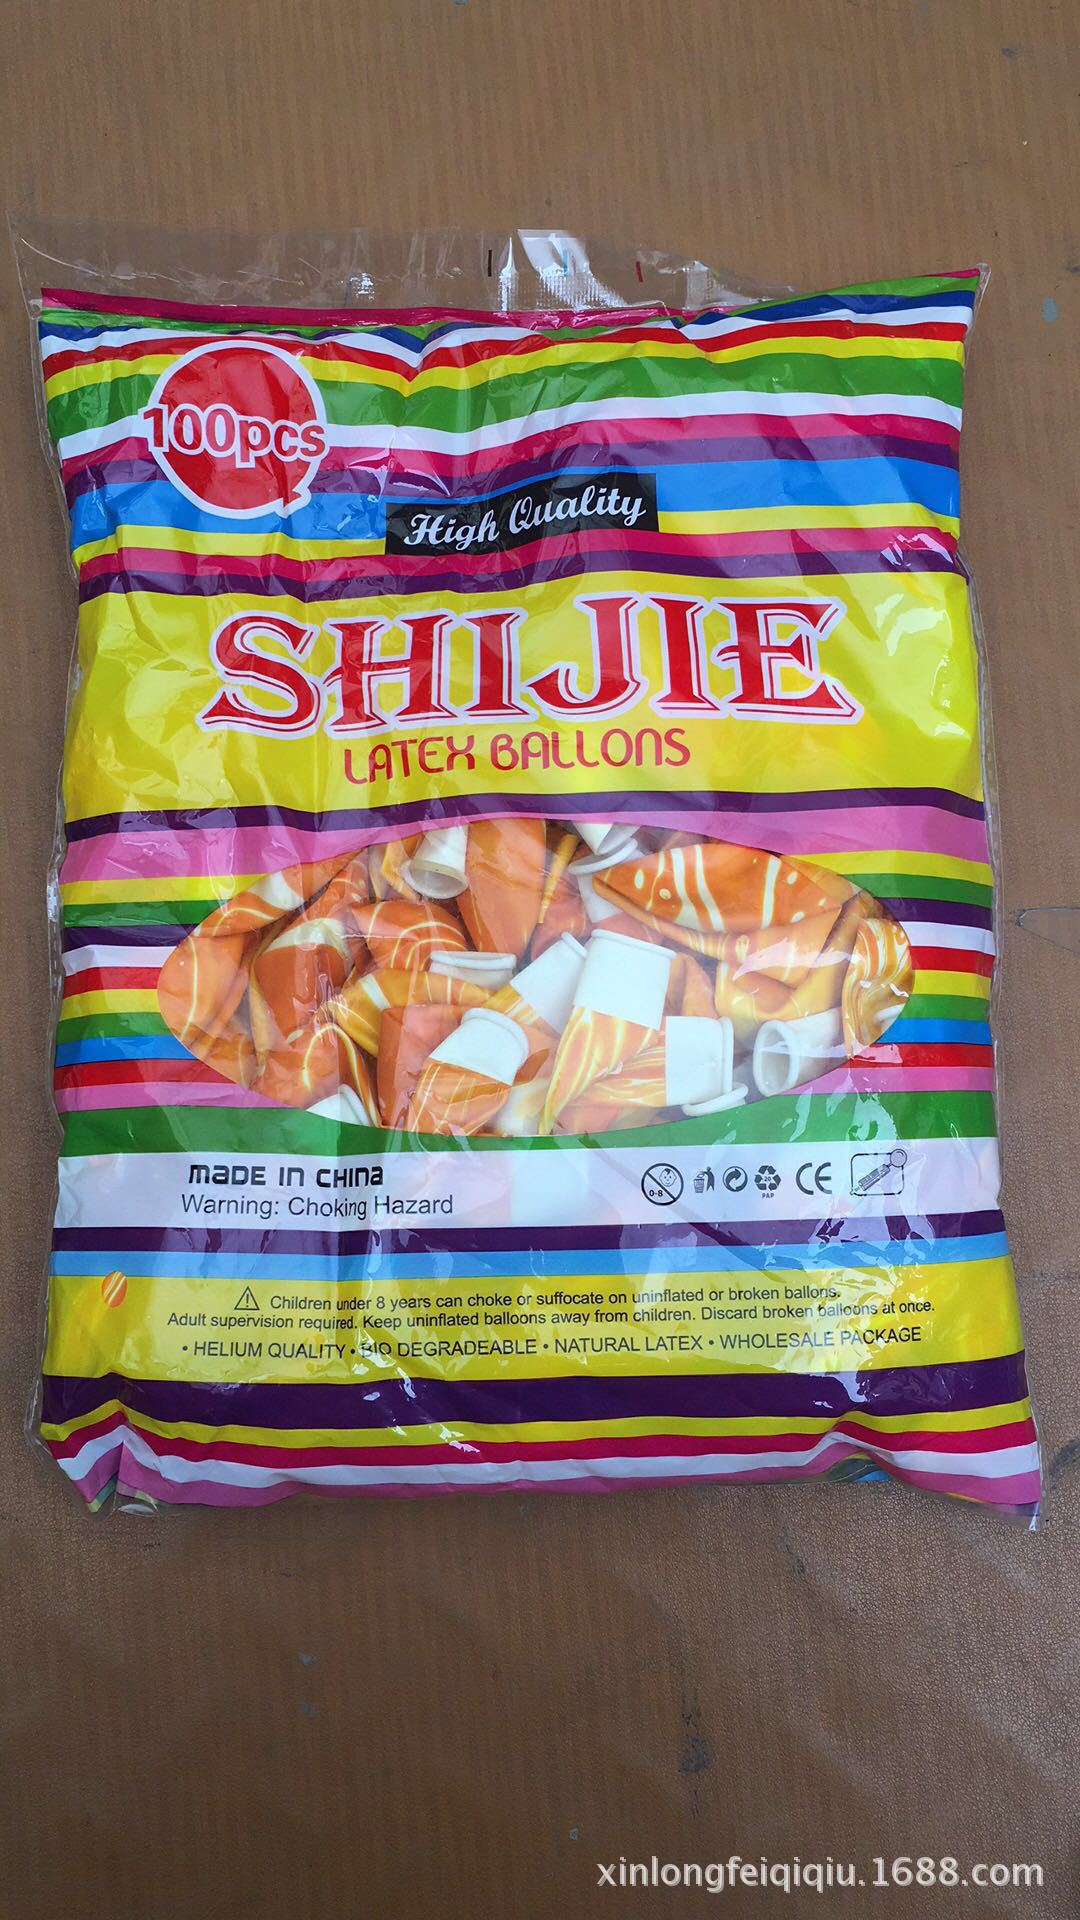 100pcs
High Quality
SHIJIE
LATEX BALLONS
MADE IN CHINA
Warning: Choking Hazard
0-8
20
PAP
CE
Children under 8 years can choke or suffocate on uninflated or broken ballons.
Adult supervision required. Keep uninflated balloons away from children. Discard broken balloons at once.
• HELIUM QUALITY • BIO DEGRADEABLE • NATURAL LATEX • WHOLESALE PACKAGE
xinlongfeiqiqiu.1688.com